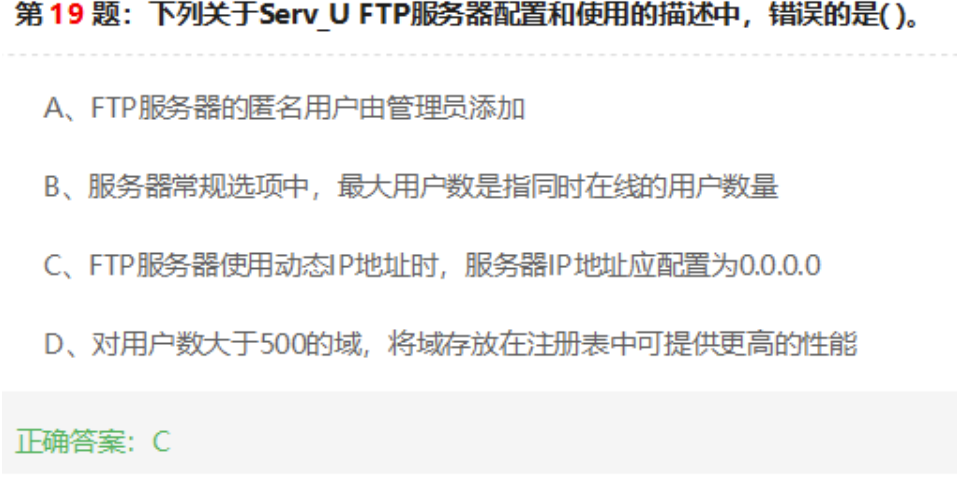 第 19 题：下列关于Serv_U FTP服务器配置和使用的描述中，错误的是( )。
A、FTP服务器的匿名用户由管理员添加
B、服务器常规选项中，最大用户数是指同时在线的用户数量
C、FTP服务器使用动态IP地址时，服务器IP地址应配置为0.0.0.0
D、对用户数大于500的域，将域存放在注册表中可提供更高的性能
正确答案：C